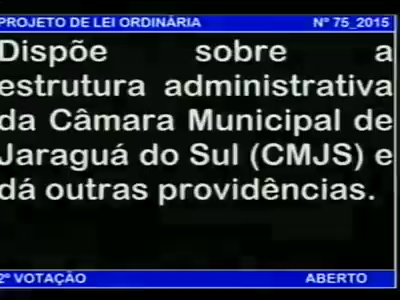 PROJETO DE LEI ORDINÁRIA Nº 75_2015
Dispõe sobre a
estrutura administrativa
da Câmara Municipal de
Jaraguá do Sul (CMJS) e
dá outras providências.
2º VOTAÇÃO ABERTO